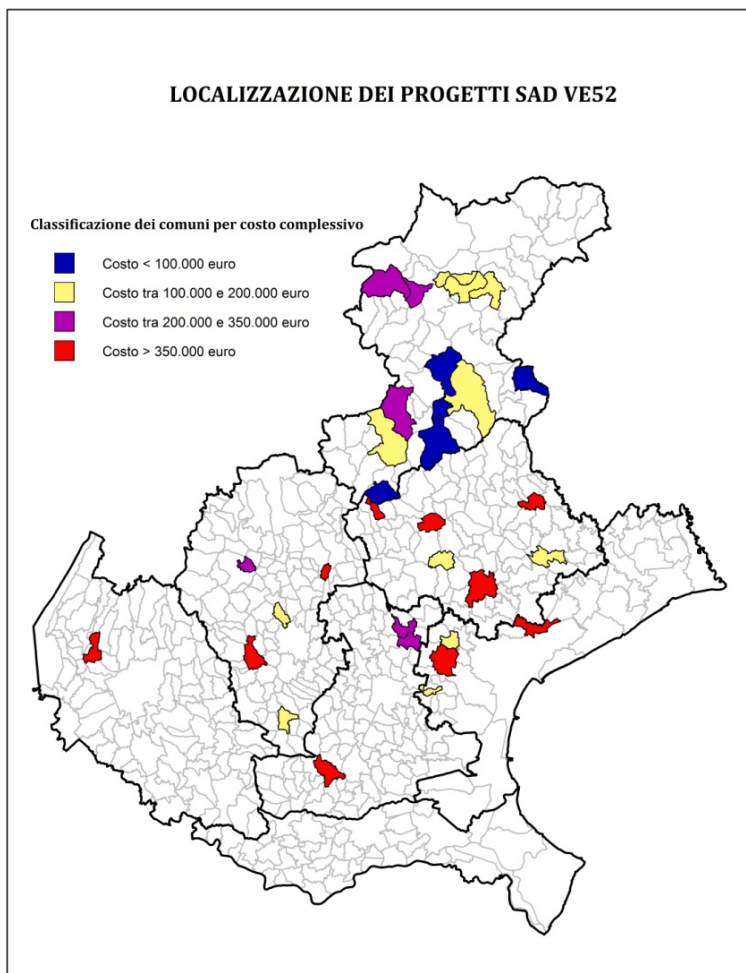 LOCALIZZAZIONE DEI PROGETTI SAD VE52
Classificazione dei comuni per costo complessivo
Costo < 100.000 euro
Costo tra 100.000 e 200.000 euro
Costo tra 200.000 e 350.000 euro
Costo > 350.000 euro